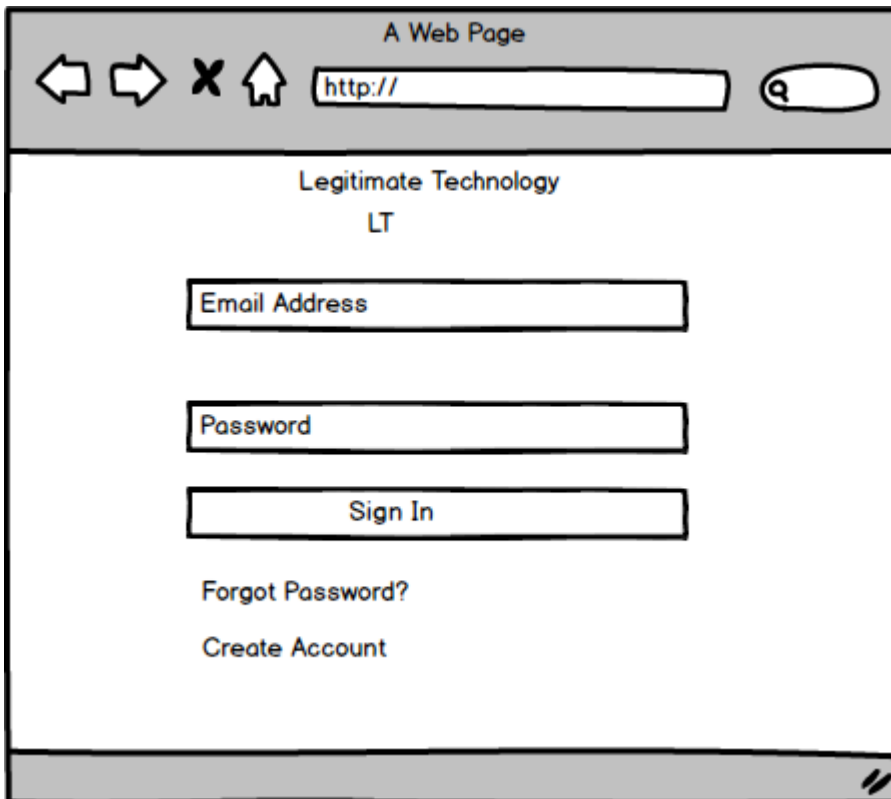 A Web Page
http://
Legitimate Technology
LT
Email Address
Password
Sign In
Forgot Password?
Create Account